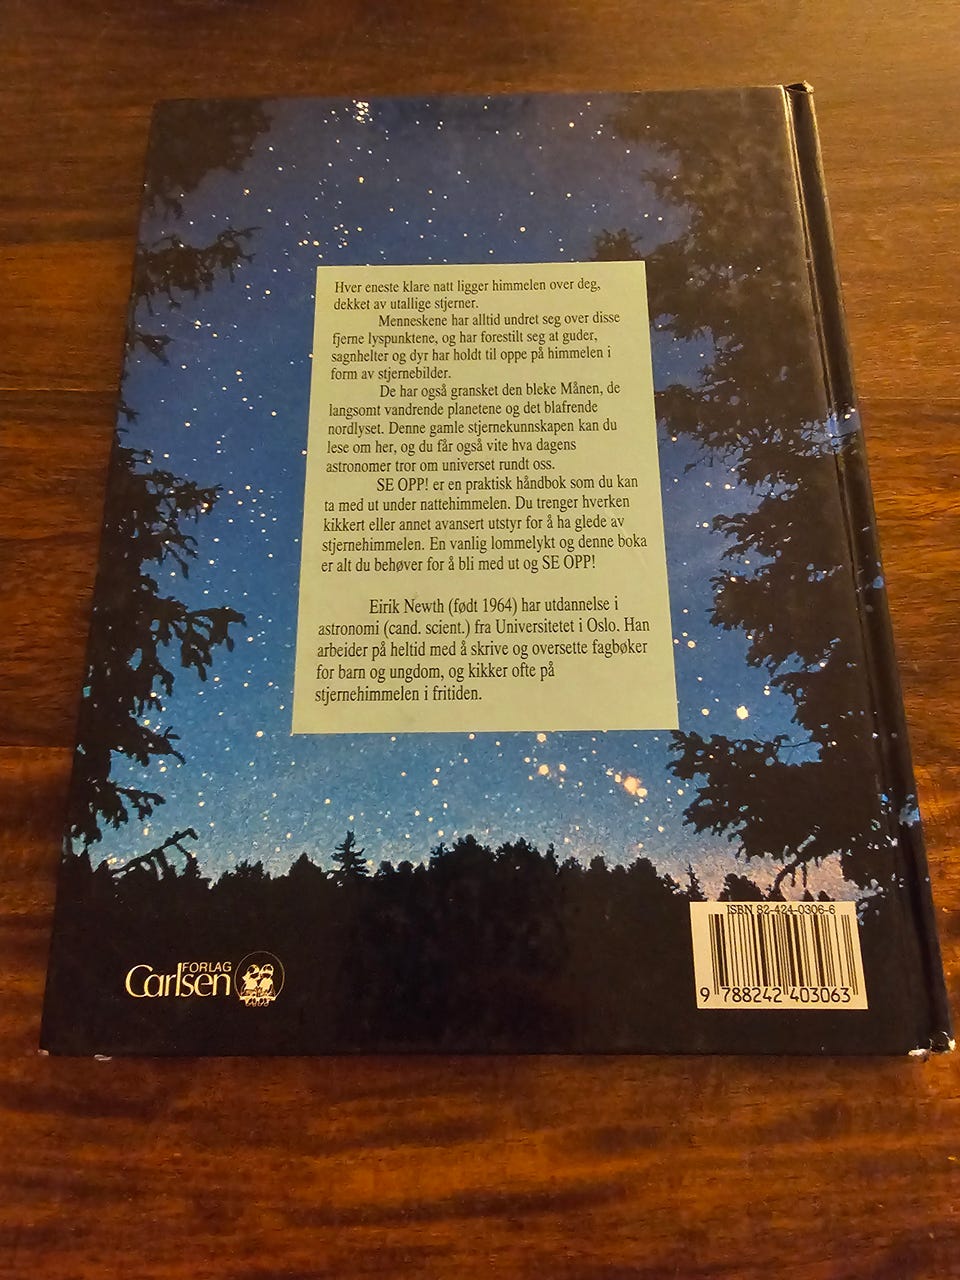 Hver eneste klare natt ligger himmelen over deg,
dekket av utallige stjerner.
Menneskene har alltid undret seg over disse
fjerne lyspunktene, og har forestilt seg at guder,
sagnhelter og dyr har holdt til oppe på himmelen i
form av stjernebilder.
De har også gransket den bleke Månen, de
langsomt vandrende planetene og det blafrende
nordlyset. Denne gamle stjernekunnskapen kan du
lese om her, og du får også vite hva dagens
astronomer tror om universet rundt oss.
SE OPP! er en praktisk håndbok som du kan
ta med ut under nattehimmelen. Du trenger hverken
kikkert eller annet avansert utstyr for å ha glede av
stjernehimmelen. En vanlig lommelykt og denne boka
er alt du behøver for å bli med ut og SE OPP!
Eirik Newth (født 1964) har utdannelse i
astronomi (cand. scient.) fra Universitetet i Oslo. Han
arbeider på heltid med å skrive og oversette fagbøker
for barn og ungdom, og kikker ofte på
stjernehimmelen i fritiden.
FORLAG
Carlsen
ISBN 82-424-0306-6
9 788242 403063